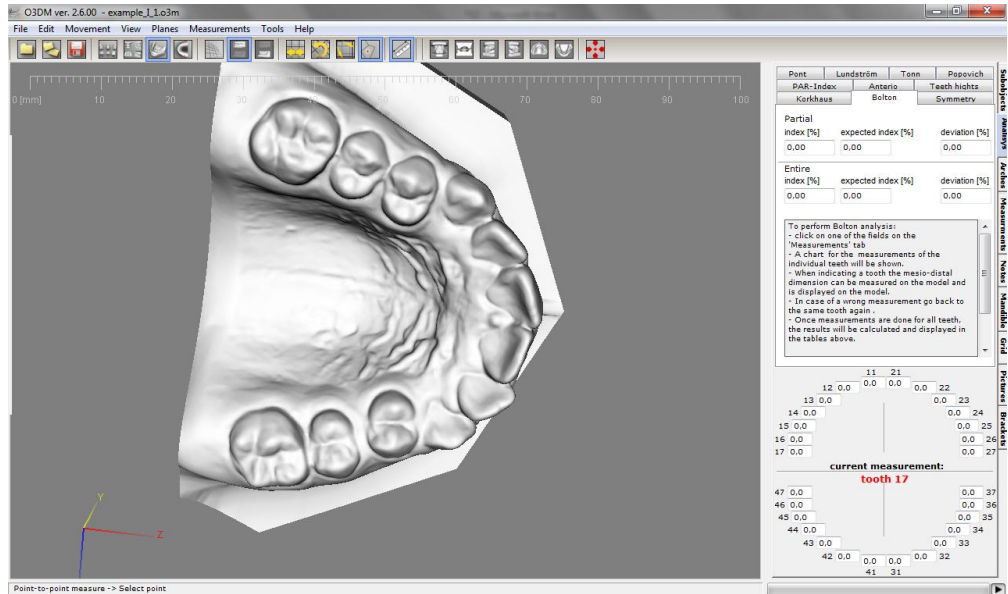 O3DM ver. 2.6.00 - example_I_1.o3m
File Edit Movement View Planes Measurements Tools Help
0 [mm] 10 20 30 40 50 60 70 80 90 100
Pont Lundström Tonn Popovich
PAR-Index Anterio Teeth hights
Korkhaus Bolton Symmetry
Partial
index [%] expected index [%] deviation [%]
0,00 0,00 0,00
Entire
index [%] expected index [%] deviation [%]
0,00 0,00 0,00
To perform Bolton analysis:
- click on one of the fields on the
'Measurements' tab
- A chart for the measurements of the
individual teeth will be shown.
- When indicating a tooth the mesio-distal
dimension can be measured on the model and
is displayed on the model.
- In case of a wrong measurement go back to
the same tooth again .
- Once measurements are done for all teeth,
the results will be calculated and displayed in
the tables above.
11 21
12 0,0 0,0 0,0 0,0 22
13 0,0 0,0 23
14 0,0 0,0 24
15 0,0 0,0 25
16 0,0 0,0 26
17 0,0 0,0 27
current measurement:
tooth 17
47 0,0 0,0 37
46 0,0 0,0 36
45 0,0 0,0 35
44 0,0 0,0 34
43 0,0 0,0 33
42 0,0 0,0 0,0 0,0 32
41 31
Subobjects
Analisys
Arches
Measurments
Notes
Mandible
Grid
Pictures
Brackets
Y
Z
Point-to-point measure -> Select point